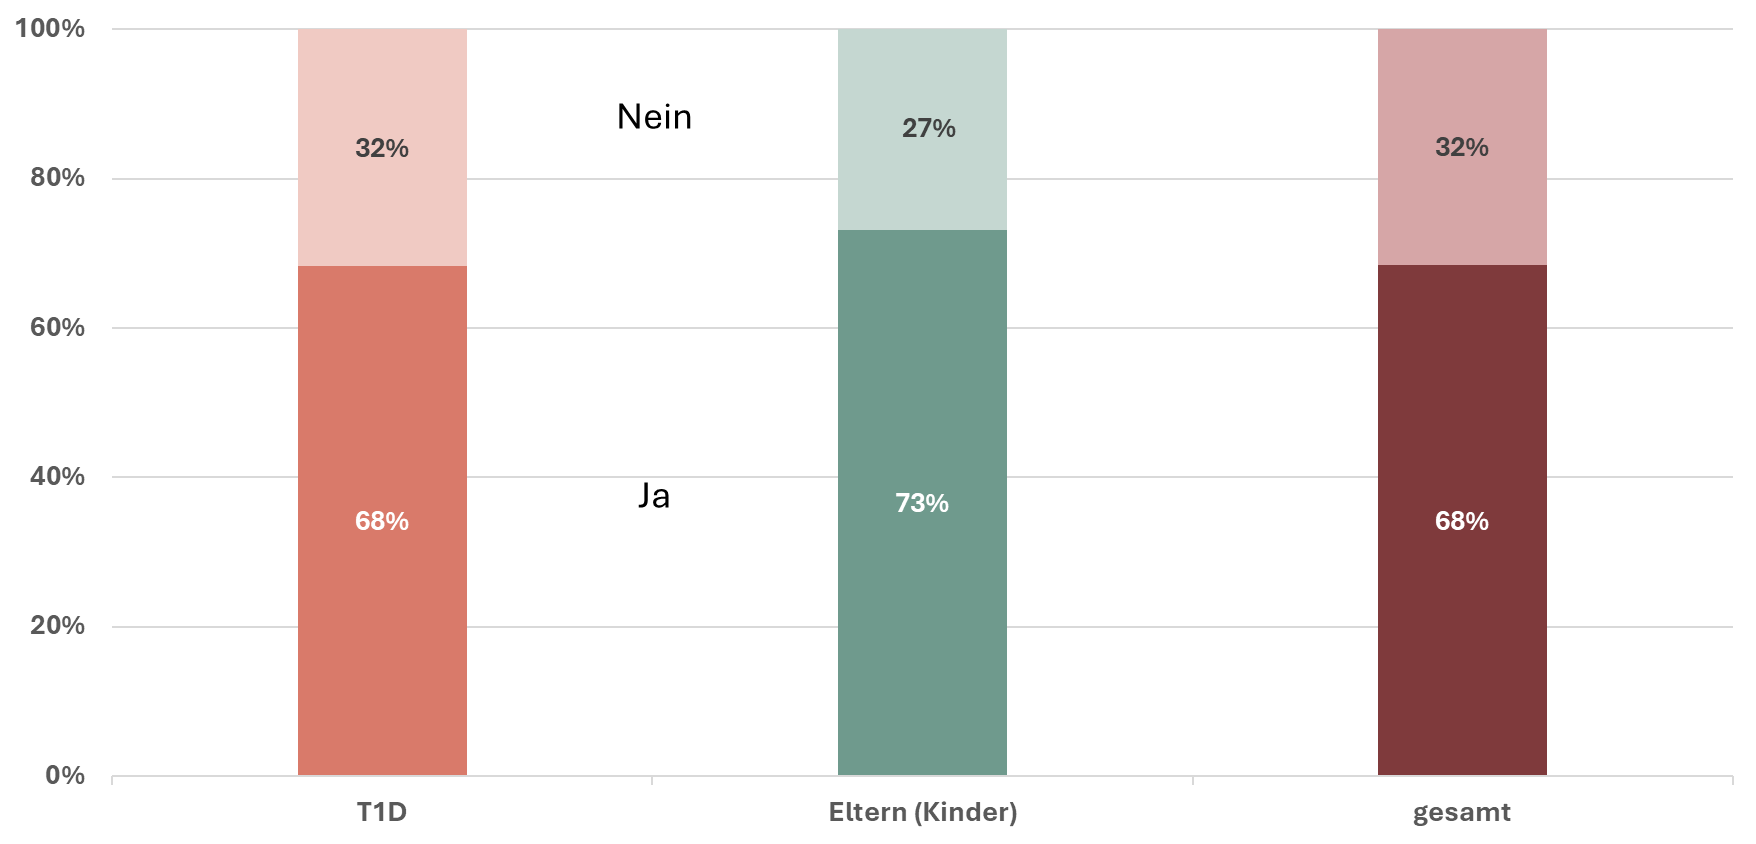 100%
32%
Nein
27%
32%
80%
60%
40%
68%
Ja
73%
68%
20%
0%
T1D
Eltern (Kinder)
gesamt